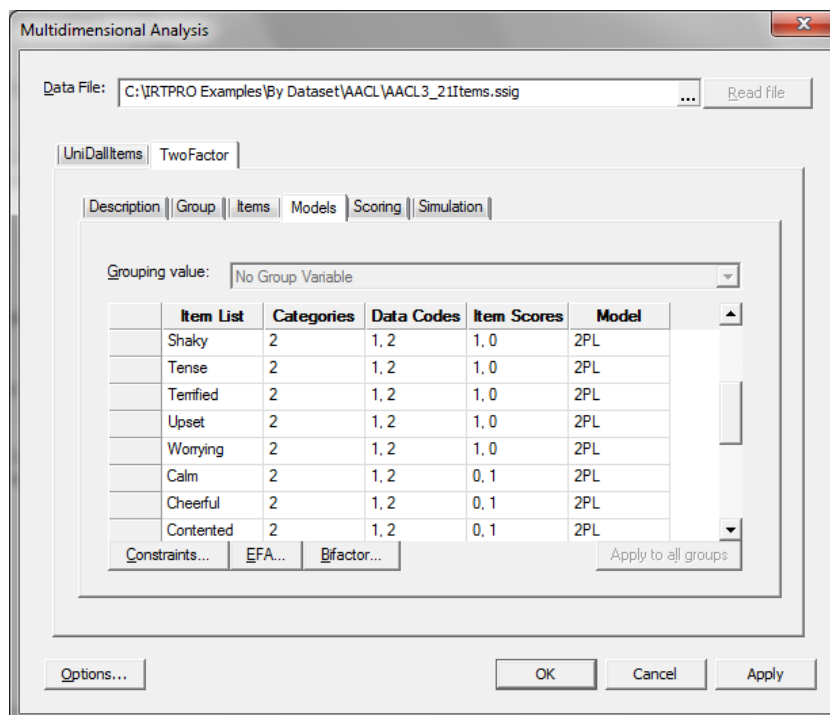 Multidimensional Analysis
Data File: C:\IRTPRO Examples\By Dataset\AACL\AACL3_21Items.ssig ... Read file
UniDallItems TwoFactor
Description Group Items Models Scoring Simulation
Grouping value: No Group Variable
Item List Categories Data Codes Item Scores Model
Shaky 2 1, 2 1, 0 2PL
Tense 2 1, 2 1, 0 2PL
Terrified 2 1, 2 1, 0 2PL
Upset 2 1, 2 1, 0 2PL
Worrying 2 1, 2 1, 0 2PL
Calm 2 1, 2 0, 1 2PL
Cheerful 2 1, 2 0, 1 2PL
Contented 2 1, 2 0, 1 2PL
Constraints... EFA... Bifactor... Apply to all groups
Options... OK Cancel Apply